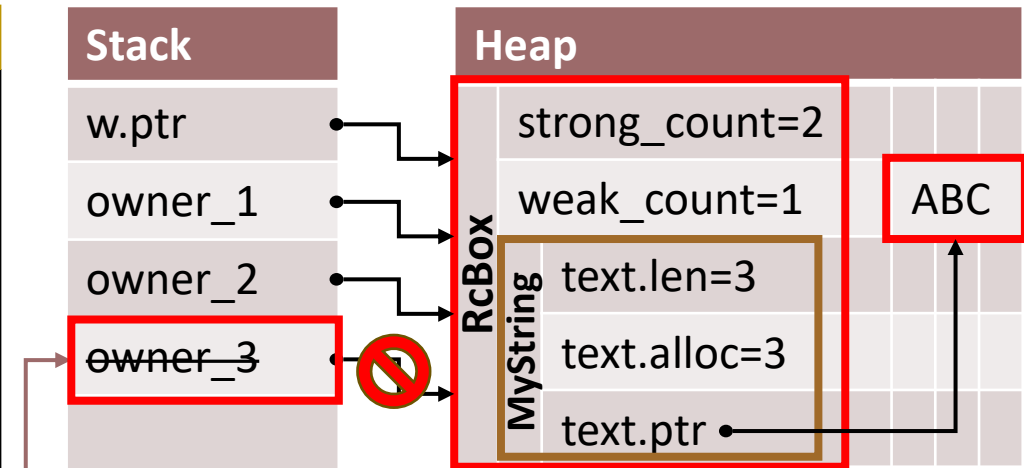 Stack
Heap
w.ptr
owner_1
owner_2
owner_3
RcBox
strong_count=2
weak_count=1
MyString
text.len=3
text.alloc=3
text.ptr
ABC